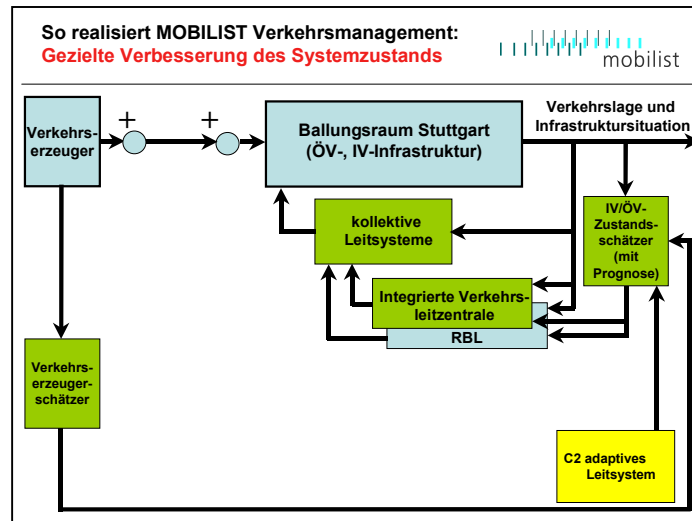 So realisiert MOBILIST Verkehrsmanagement:
Gezielte Verbesserung des Systemzustands
mobilist
Verkehrs-
erzeuger
+
+
Ballungsraum Stuttgart
(ÖV-, IV-Infrastruktur)
Verkehrslage und
Infrastruktursituation
kollektive
Leitsysteme
IV/ÖV-
Zustands-
schätzer
(mit
Prognose)
Integrierte Verkehrs-
leitzentrale
RBL
Verkehrs-
erzeuger-
schätzer
C2 adaptives
Leitsystem